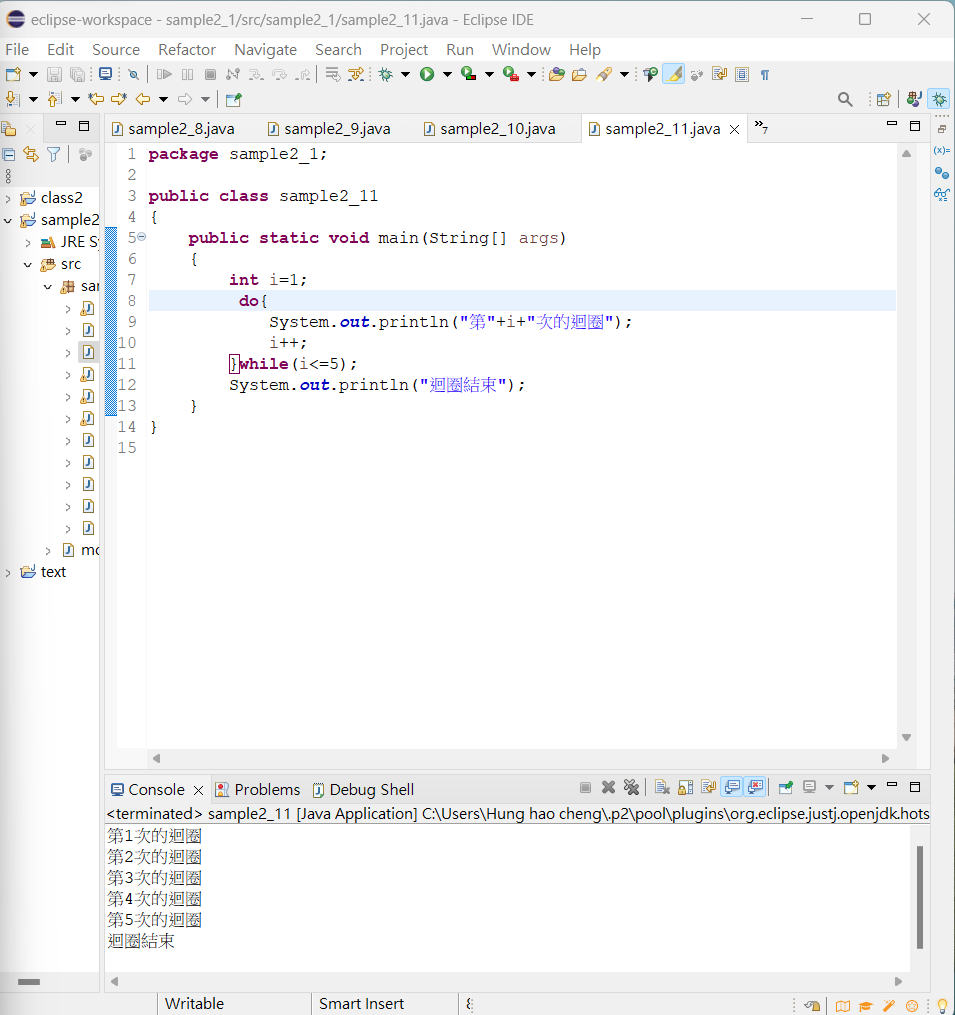 eclipse-workspace - sample2_1/src/sample2_1/sample2_11.java - Eclipse IDE
File Edit Source Refactor Navigate Search Project Run Window Help
sample2_8.java sample2_9.java sample2_10.java sample2_11.java »7
class2
sample2
JRE S
src
sar
mo
text
1 package sample2_1;
2
3 public class sample2_11
4 {
5 public static void main(String[] args)
6 {
7 int i=1;
8 do{
9 System.out.println("第"+i+"次的迴圈");
10 i++;
11 }while(i<=5);
12 System.out.println("迴圈結束");
13 }
14 }
15
(x)=
Console Problems Debug Shell
<terminated> sample2_11 [Java Application] C:\Users\Hung hao cheng\.p2\pool\plugins\org.eclipse.justj.openjdk.hots
第1次的迴圈
第2次的迴圈
第3次的迴圈
第4次的迴圈
第5次的迴圈
迴圈結束
Writable Smart Insert